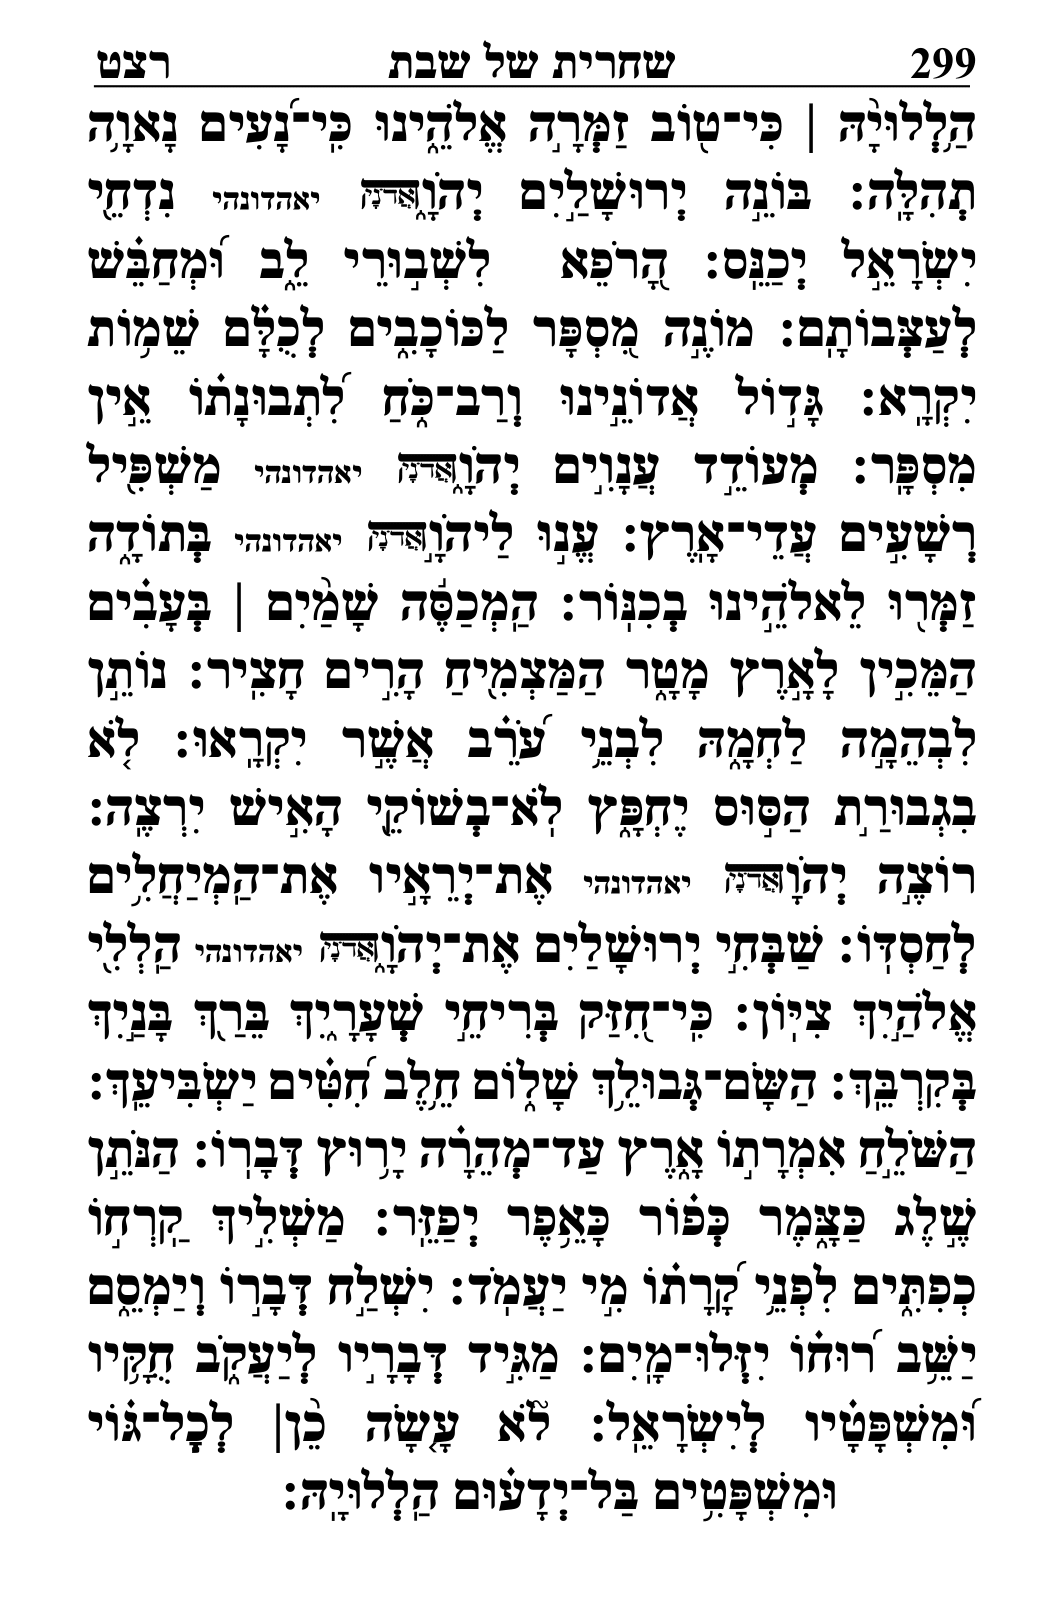 299 שחרית של שבת רצט
הַ֥לְלוּיָ֨הּ | כִּי־ט֭וֹב זַמְּרָ֣ה אֱלֹהֵ֑ינוּ כִּֽי־נָ֝עִים נָאוָ֥ה
תְהִלָּֽה׃ בּוֹנֵ֣ה יְרוּשָׁלַ֣יִם יְהֹוָ֑אֲדֹנָי֑ה יאהדונהי נִדְחֵ֖י
יִשְׂרָאֵ֣ל יְכַנֵּֽס׃ הָ֭רֹפֵא לִשְׁב֣וּרֵי לֵ֑ב וּ֝מְחַבֵּ֗שׁ
לְעַצְּבוֹתָֽם׃ מוֹנֶ֣ה מִ֭סְפָּר לַכּוֹכָבִ֑ים לְ֝כֻלָּ֗ם שֵׁמ֥וֹת
יִקְרָֽא׃ גָּד֣וֹל אֲדוֹנֵ֣ינוּ וְרַב־כֹּ֑חַ לִ֝תְבוּנָת֗וֹ אֵ֣ין
מִסְפָּֽר׃ מְעוֹדֵ֣ד עֲנָוִ֣ים יְהֹוָ֑אֲדֹנָי֑ה יאהדונהי מַשְׁפִּ֖יל
רְשָׁעִ֣ים עֲדֵי־אָֽרֶץ׃ עֱנ֣וּ לַיהֹוָ֣אֲדֹנָי֣ה יאהדונהי בְּתוֹדָ֑ה
זַמְּר֖וּ לֵאלֹהֵ֣ינוּ בְכִנּֽוֹר׃ הַֽמְכַסֶּ֬ה שָׁמַ֨יִם | בְּעָבִ֗ים
הַמֵּכִ֣ין לָאָ֣רֶץ מָטָ֑ר הַמַּצְמִ֖יחַ הָרִ֣ים חָצִֽיר׃ נוֹתֵ֣ן
לִבְהֵמָ֣ה לַחְמָ֑הּ לִבְנֵ֥י עֹ֝רֵ֗ב אֲשֶׁ֣ר יִקְרָֽאוּ׃ לֹ֤א
בִגְבוּרַ֣ת הַסּ֣וּס יֶחְפָּ֑ץ לֹֽא־בְשׁוֹקֵ֖י הָאִ֣ישׁ יִרְצֶֽה׃
רוֹצֶ֣ה יְהֹוָאֲדֹנָיה יאהדונהי אֶת־יְרֵאָ֣יו אֶת־הַֽמְיַחֲלִ֥ים
לְחַסְדּֽוֹ׃ שַׁבְּחִ֣י יְרוּשָׁלַיִם אֶת־יְהֹוָ֑אֲדֹנָי֑ה יאהדונהי הַֽלְלִ֖י
אֱלֹהַ֣יִךְ צִיּֽוֹן׃ כִּֽי־חִ֭זַּק בְּרִיחֵ֣י שְׁעָרָ֑יִךְ בֵּרַ֖ךְ בָּנַ֣יִךְ
בְּקִרְבֵּֽךְ׃ הַשָּׂם־גְּבוּלֵ֥ךְ שָׁל֑וֹם חֵ֥לֶב חִ֝טִּ֗ים יַשְׂבִּיעֵֽךְ׃
הַשֹּׁלֵ֣חַ אִמְרָת֣וֹ אָ֑רֶץ עַד־מְהֵרָ֗ה יָר֥וּץ דְּבָרֽוֹ׃ הַנֹּתֵ֣ן
שֶׁ֣לֶג כַּצָּ֑מֶר כְּ֝פ֗וֹר כָּאֵ֥פֶר יְפַזֵּֽר׃ מַשְׁלִ֣יךְ קַֽרְח֣וֹ
כְפִתִּ֑ים לִפְנֵ֥י קָ֝רָת֗וֹ מִ֣י יַעֲמֹֽד׃ יִשְׁלַ֣ח דְּבָר֣וֹ וְיַמְסֵ֑ם
יַשֵּׁ֥ב ר֝וּח֗וֹ יִזְּלוּ־מָֽיִם׃ מַגִּ֣יד דְּבָרָ֣יו לְיַעֲקֹ֑ב חֻקָּ֥יו
וּ֝מִשְׁפָּטָ֗יו לְיִשְׂרָאֵֽל׃ לֹ֘א עָ֤שָׂה כֵ֨ן| לְכׇל־גּ֗וֹי
וּמִשְׁפָּטִ֥ים בַּל־יְדָע֗וּם הַֽלְלוּיָֽהּ׃